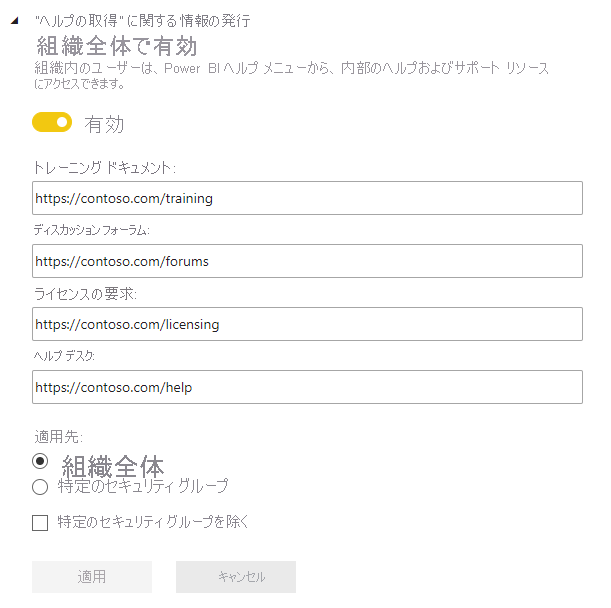 "ヘルプの取得" に関する情報の発行
組織全体で有効
組織内のユーザーは、Power BI ヘルプ メニューから、内部のヘルプおよびサポート リソース
にアクセスできます。
有効
トレーニング ドキュメント:
https://contoso.com/training
ディスカッション フォーラム:
https://contoso.com/forums
ライセンスの要求:
https://contoso.com/licensing
ヘルプ デスク:
https://contoso.com/help
適用先:
組織全体
特定のセキュリティ グループ
特定のセキュリティ グループを除く
適用 キャンセル